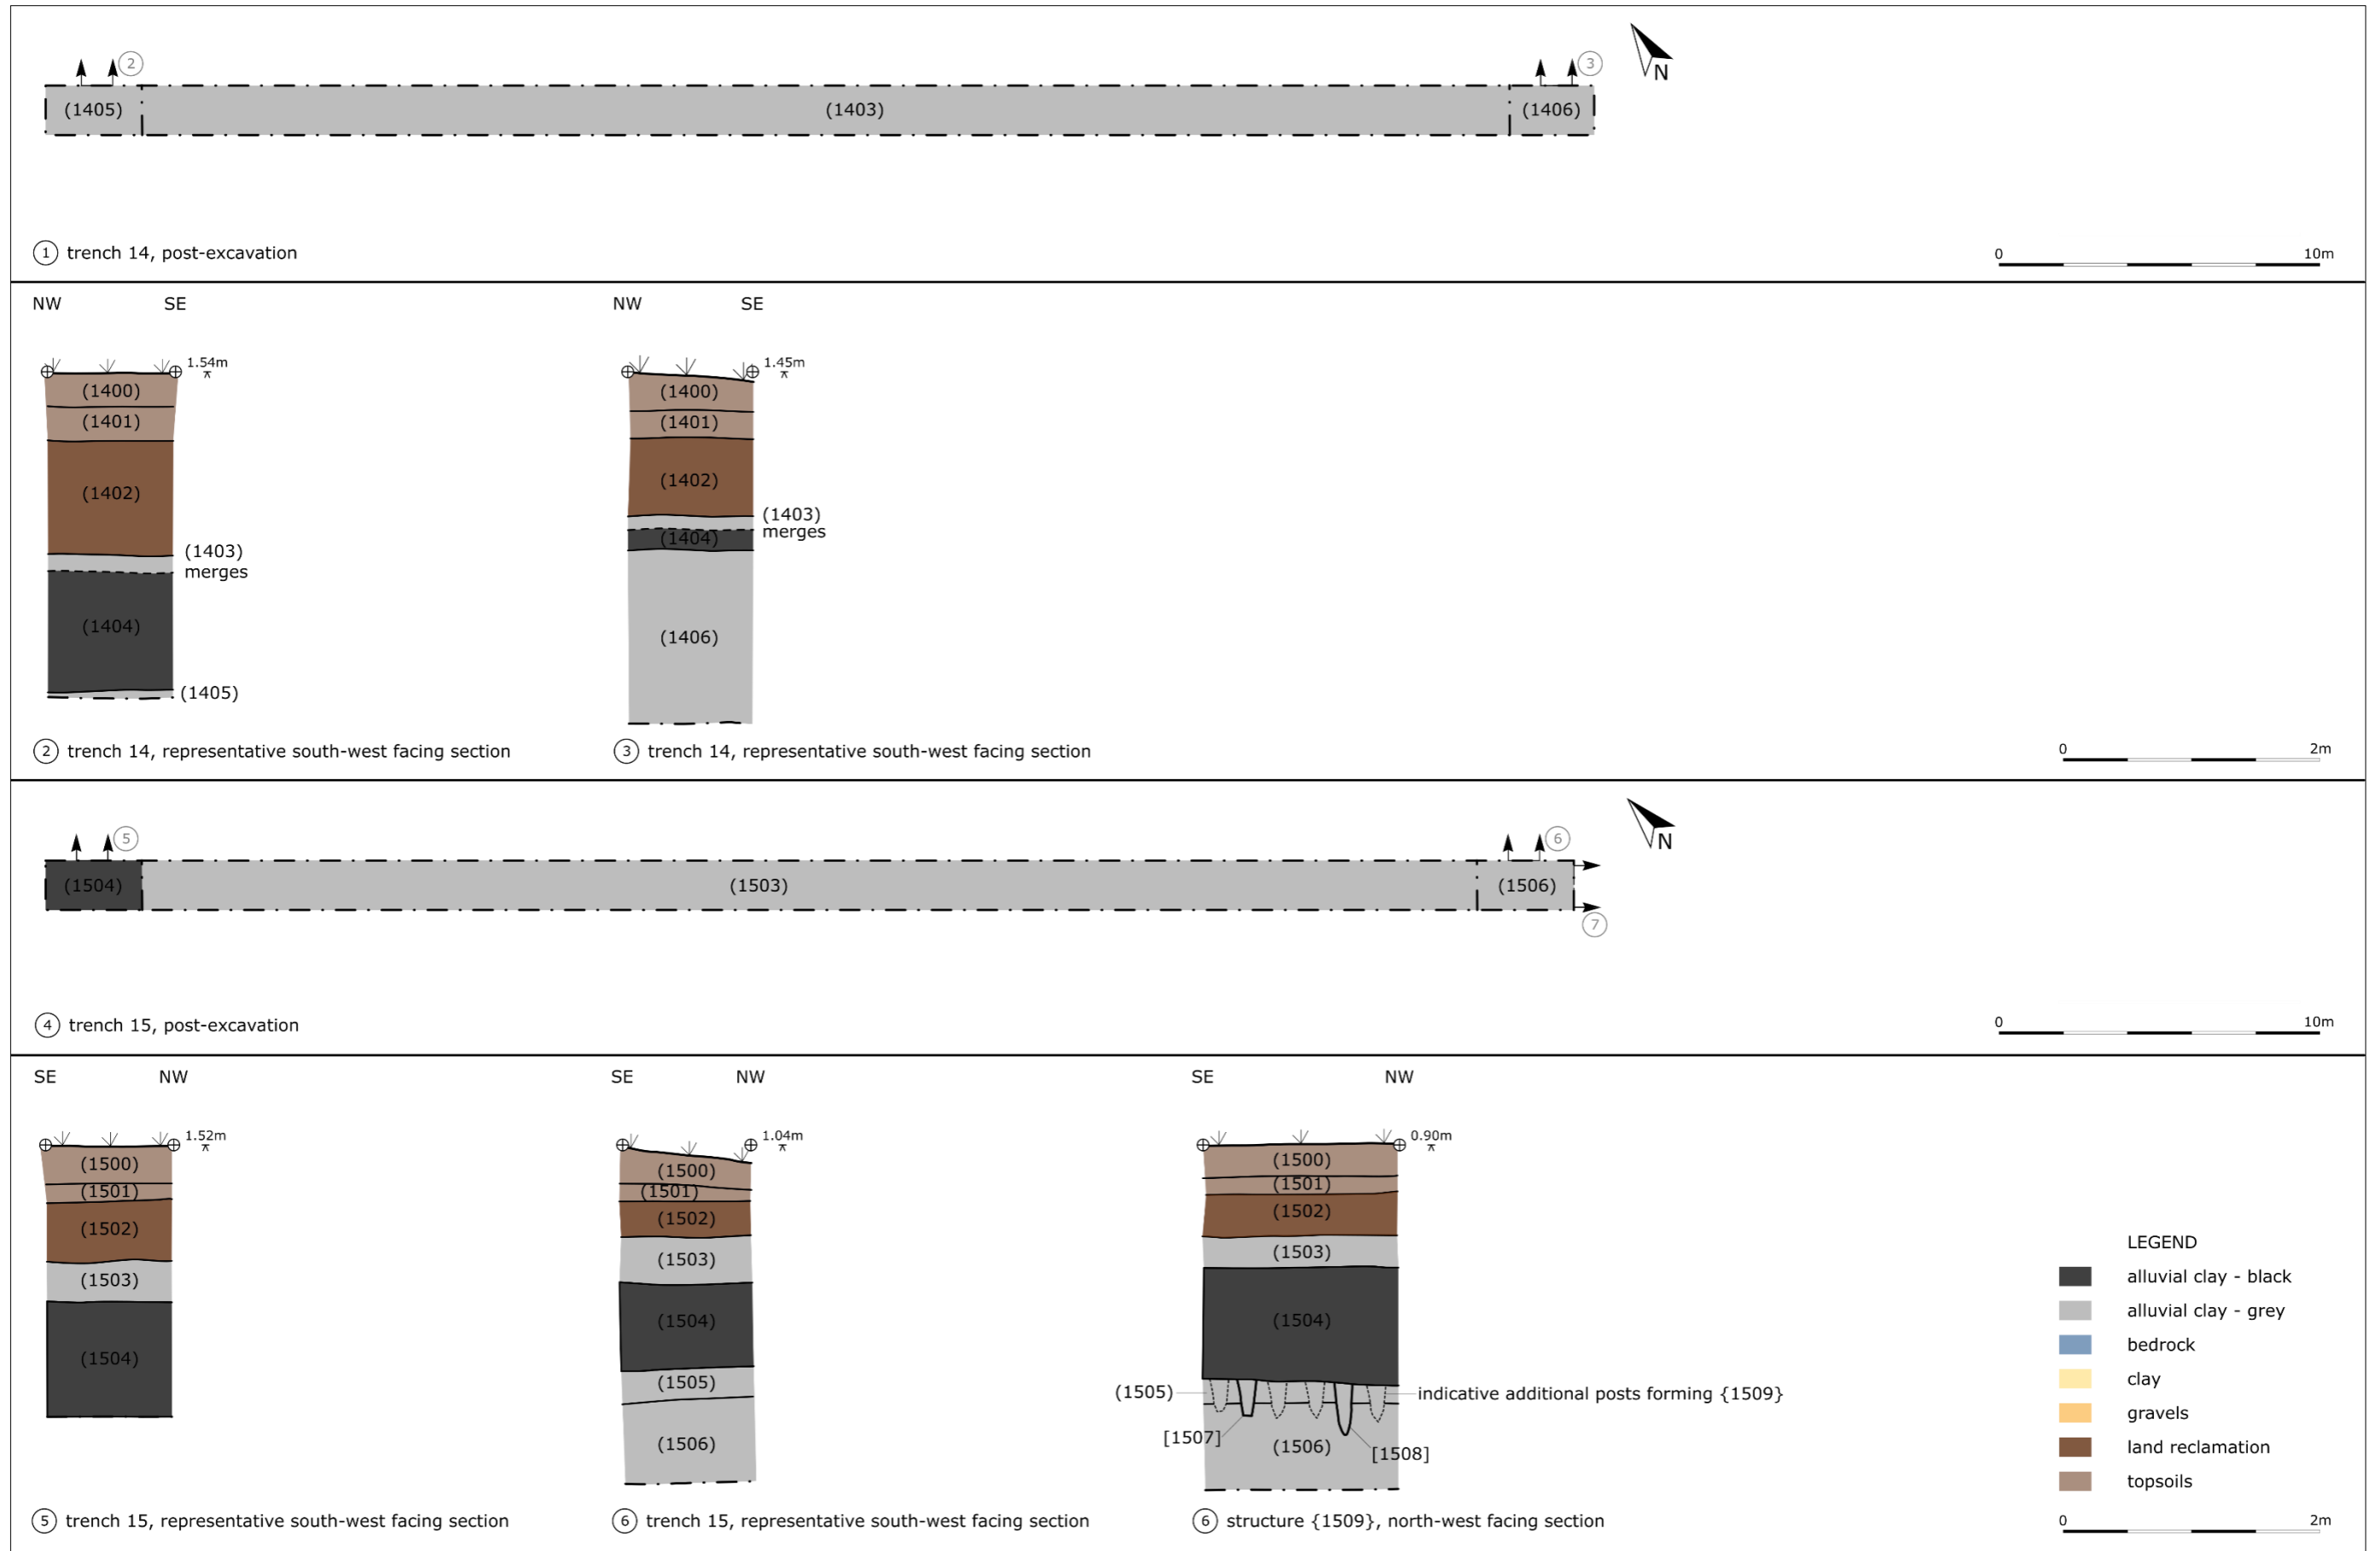 2
3
N
(1405)
(1403)
(1406)
1 trench 14, post-excavation
0 10m
NW SE
NW SE
1.54m
(1400)
(1401)
(1402)
(1403)
merges
(1404)
(1405)
1.45m
(1400)
(1401)
(1402)
(1403)
merges
(1404)
(1406)
2 trench 14, representative south-west facing section
3 trench 14, representative south-west facing section
0 2m
5
6
N
(1504)
(1503)
(1506)
7
4 trench 15, post-excavation
0 10m
SE NW
SE NW
SE NW
1.52m
(1500)
(1501)
(1502)
(1503)
(1504)
1.04m
(1500)
(1501)
(1502)
(1503)
(1504)
(1505)
(1506)
0.90m
(1500)
(1501)
(1502)
(1503)
(1504)
(1505)
indicative additional posts forming {1509}
[1507]
(1506)
[1508]
5 trench 15, representative south-west facing section
6 trench 15, representative south-west facing section
6 structure {1509}, north-west facing section
LEGEND
alluvial clay - black
alluvial clay - grey
bedrock
clay
gravels
land reclamation
topsoils
0 2m